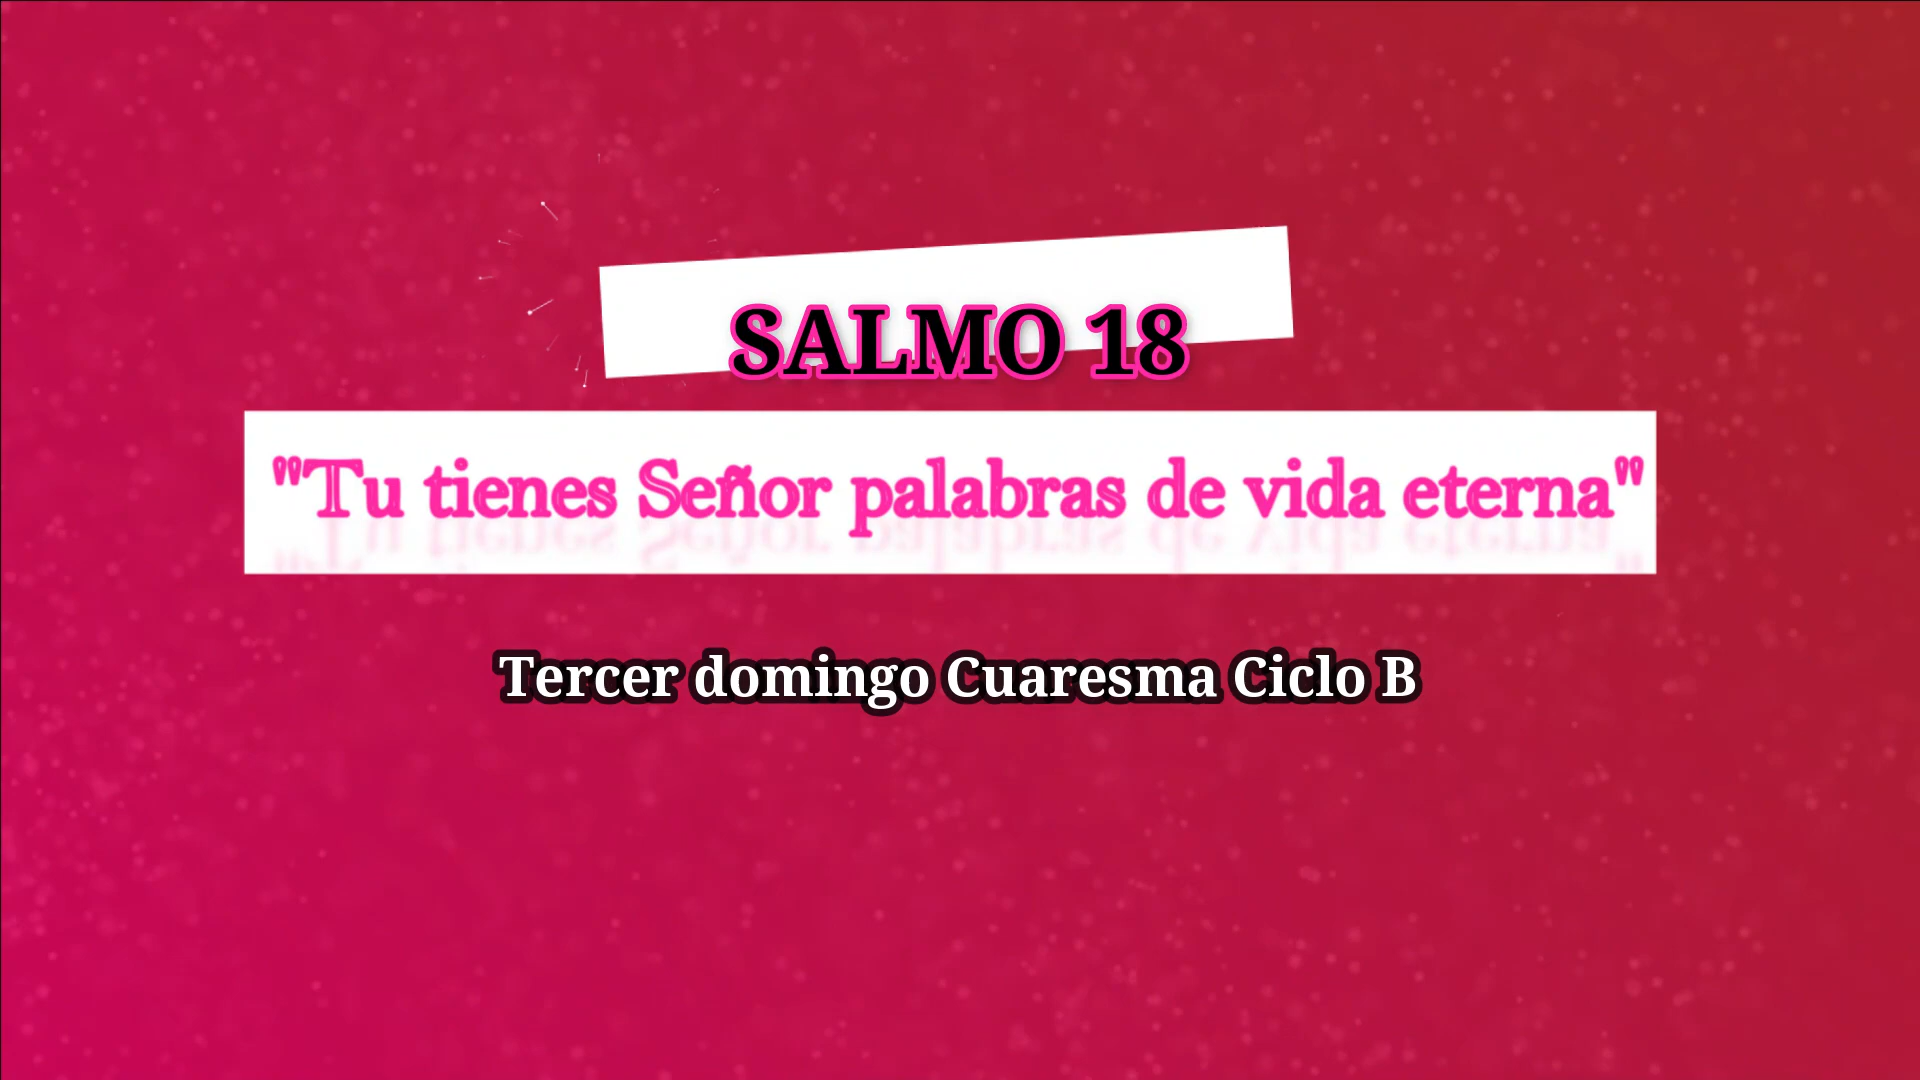 SALMO 18
"Tu tienes Señor palabras de vida eterna"
Tercer domingo Cuaresma Ciclo B